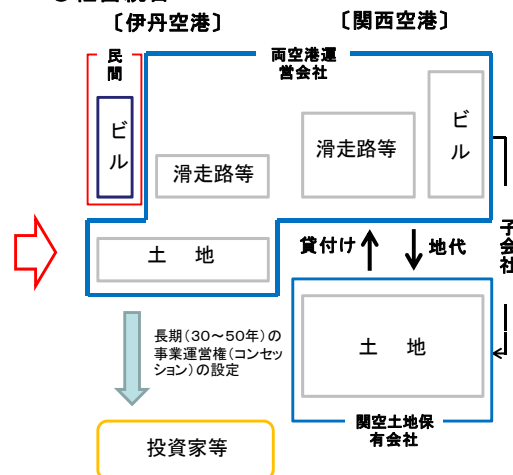 〔伊丹空港〕
〔関西空港〕
民間
両空港運
営会社
ビル
滑走路等
滑走路等
ビル
土 地
貸付け
地代
子会社
長期(30~50年)の
事業運営権(コンセッ
ション)の設定
土 地
投資家等
関空土地保
有会社